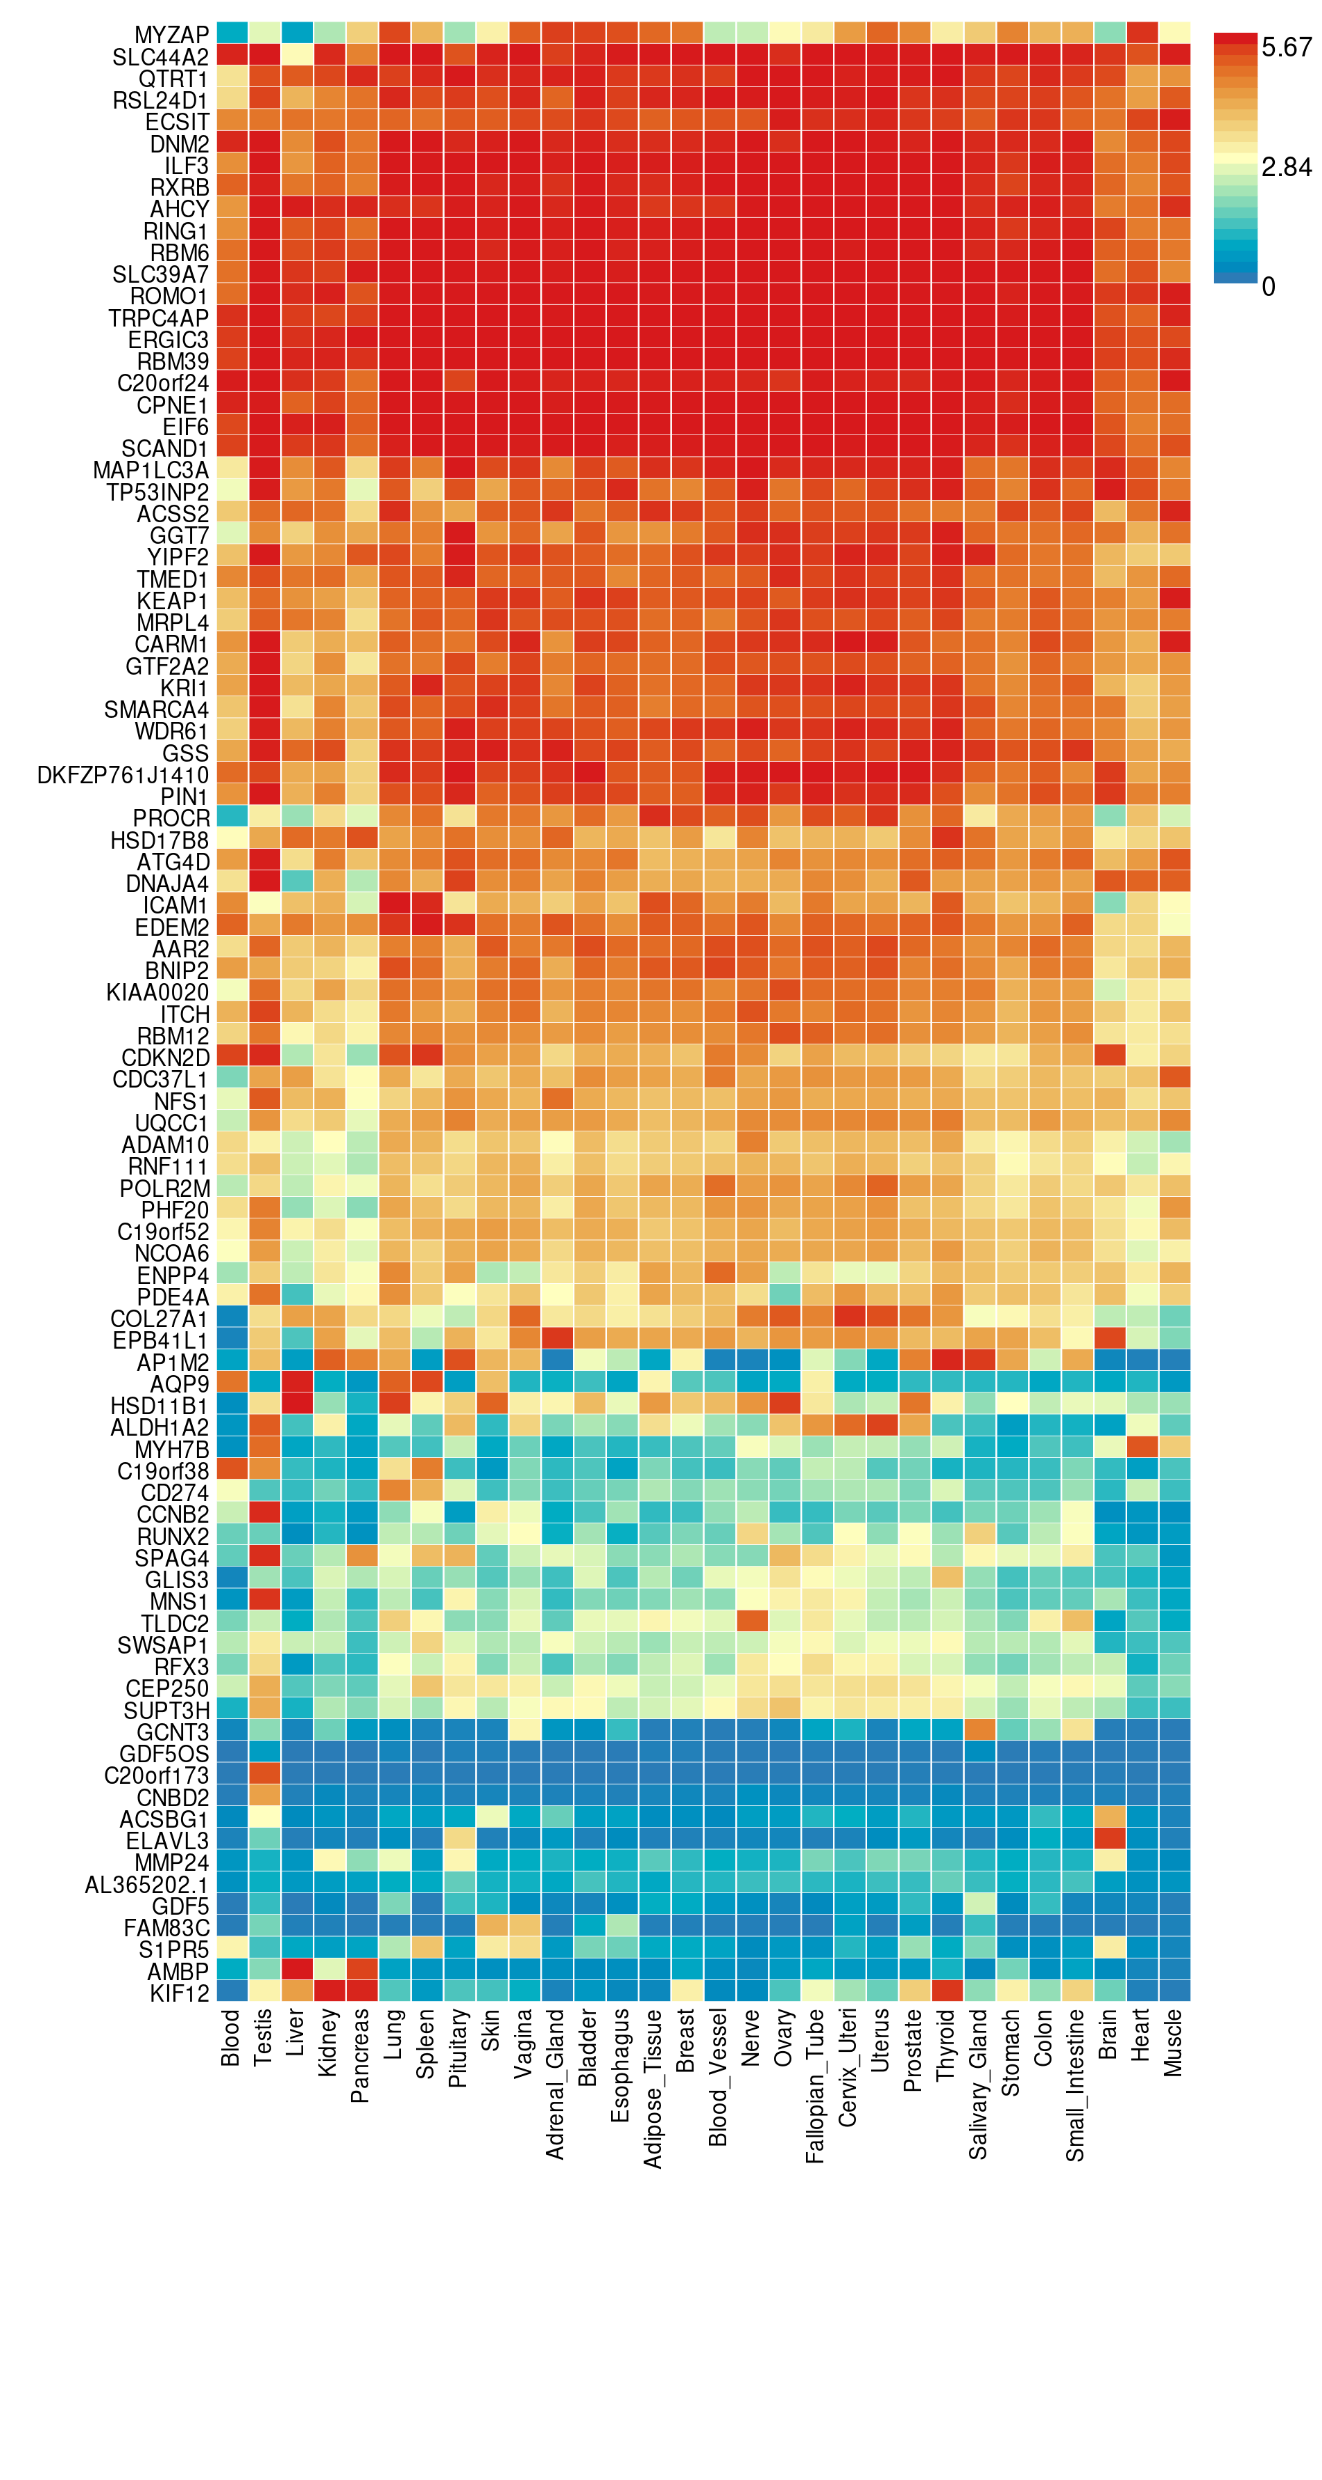 MYZAP
SLC44A2
QTRT1
RSL24D1
ECSIT
DNM2
ILF3
RXRB
AHCY
RING1
RBM6
SLC39A7
ROMO1
TRPC4AP
ERGIC3
RBM39
C20orf24
CPNE1
EIF6
SCAND1
MAP1LC3A
TP53INP2
ACSS2
GGT7
YIPF2
TMED1
KEAP1
MRPL4
CARM1
GTF2A2
KRI1
SMARCA4
WDR61
GSS
DKFZP761J1410
PIN1
PROCR
HSD17B8
ATG4D
DNAJA4
ICAM1
EDEM2
AAR2
BNIP2
KIAA0020
ITCH
RBM12
CDKN2D
CDC37L1
NFS1
UQCC1
ADAM10
RNF111
POLR2M
PHF20
C19orf52
NCOA6
ENPP4
PDE4A
COL27A1
EPB41L1
AP1M2
AQP9
HSD11B1
ALDH1A2
MYH7B
C19orf38
CD274
CCNB2
RUNX2
SPAG4
GLIS3
MNS1
TLDC2
SWSAP1
RFX3
CEP250
SUPT3H
GCNT3
GDF5OS
C20orf173
CNBD2
ACSBG1
ELAVL3
MMP24
AL365202.1
GDF5
FAM83C
S1PR5
AMBP
KIF12
Blood
Testis
Liver
Kidney
Pancreas
Lung
Spleen
Pituitary
Skin
Vagina
Adrenal_Gland
Bladder
Esophagus
Adipose_Tissue
Breast
Blood_Vessel
Nerve
Ovary
Fallopian_Tube
Cervix_Uteri
Uterus
Prostate
Thyroid
Salivary_Gland
Stomach
Colon
Small_Intestine
Brain
Heart
Muscle
5.67
2.84
0